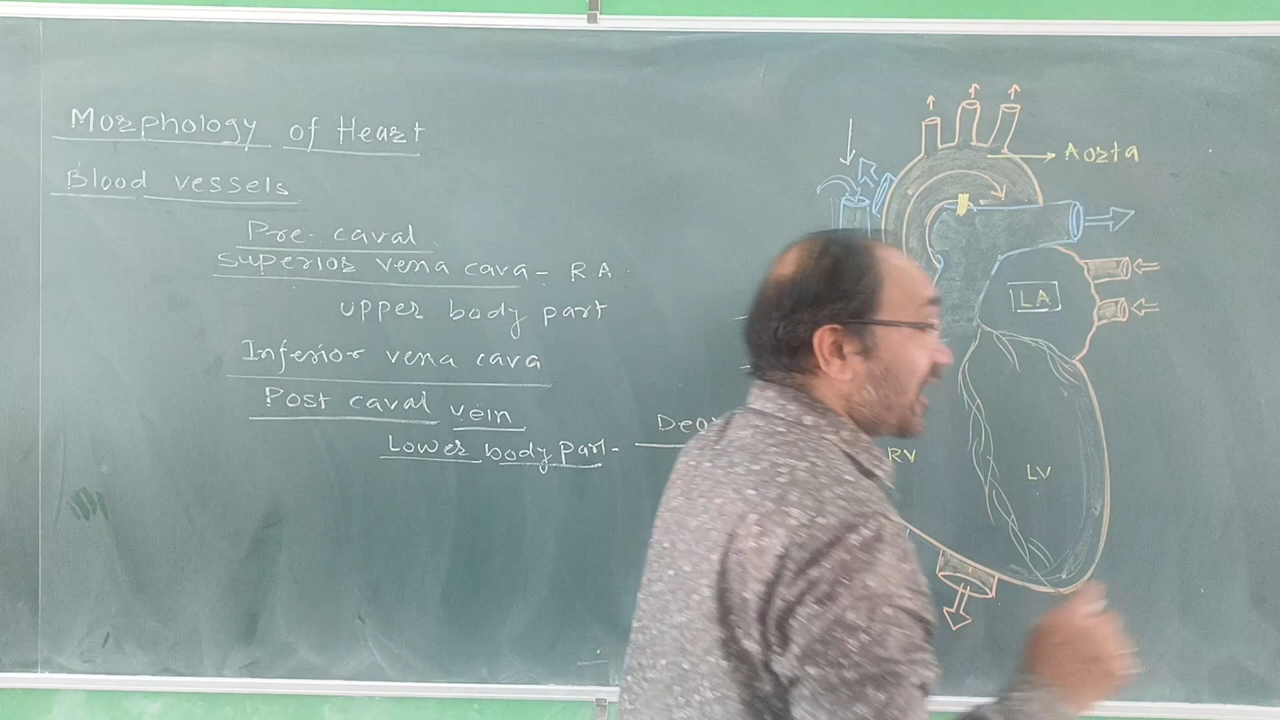 Morphology of Heart
Blood vessels
Pre-caval
Superior vena cava - RA
upper body part
Inferior vena cava
Post caval vein
Lower body part -
Aorta
LA
RV
LV